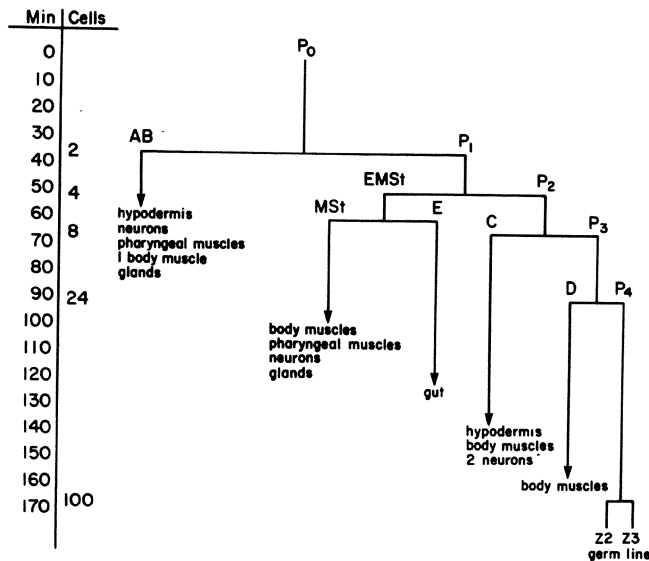 Min Cells
0
10
20
30
40
50
60
70
80
90
100
110
120
130
140
150
160
170
2
4
8
24
100
P0
AB
P1
EMSt
P2
MSt
E
C
P3
D
P4
hypodermis
neurons
pharyngeal muscles
1 body muscle
glands
body muscles
pharyngeal muscles
neurons
glands
gut
hypodermis
body muscles
2 neurons
body muscles
Z2 Z3
germ line